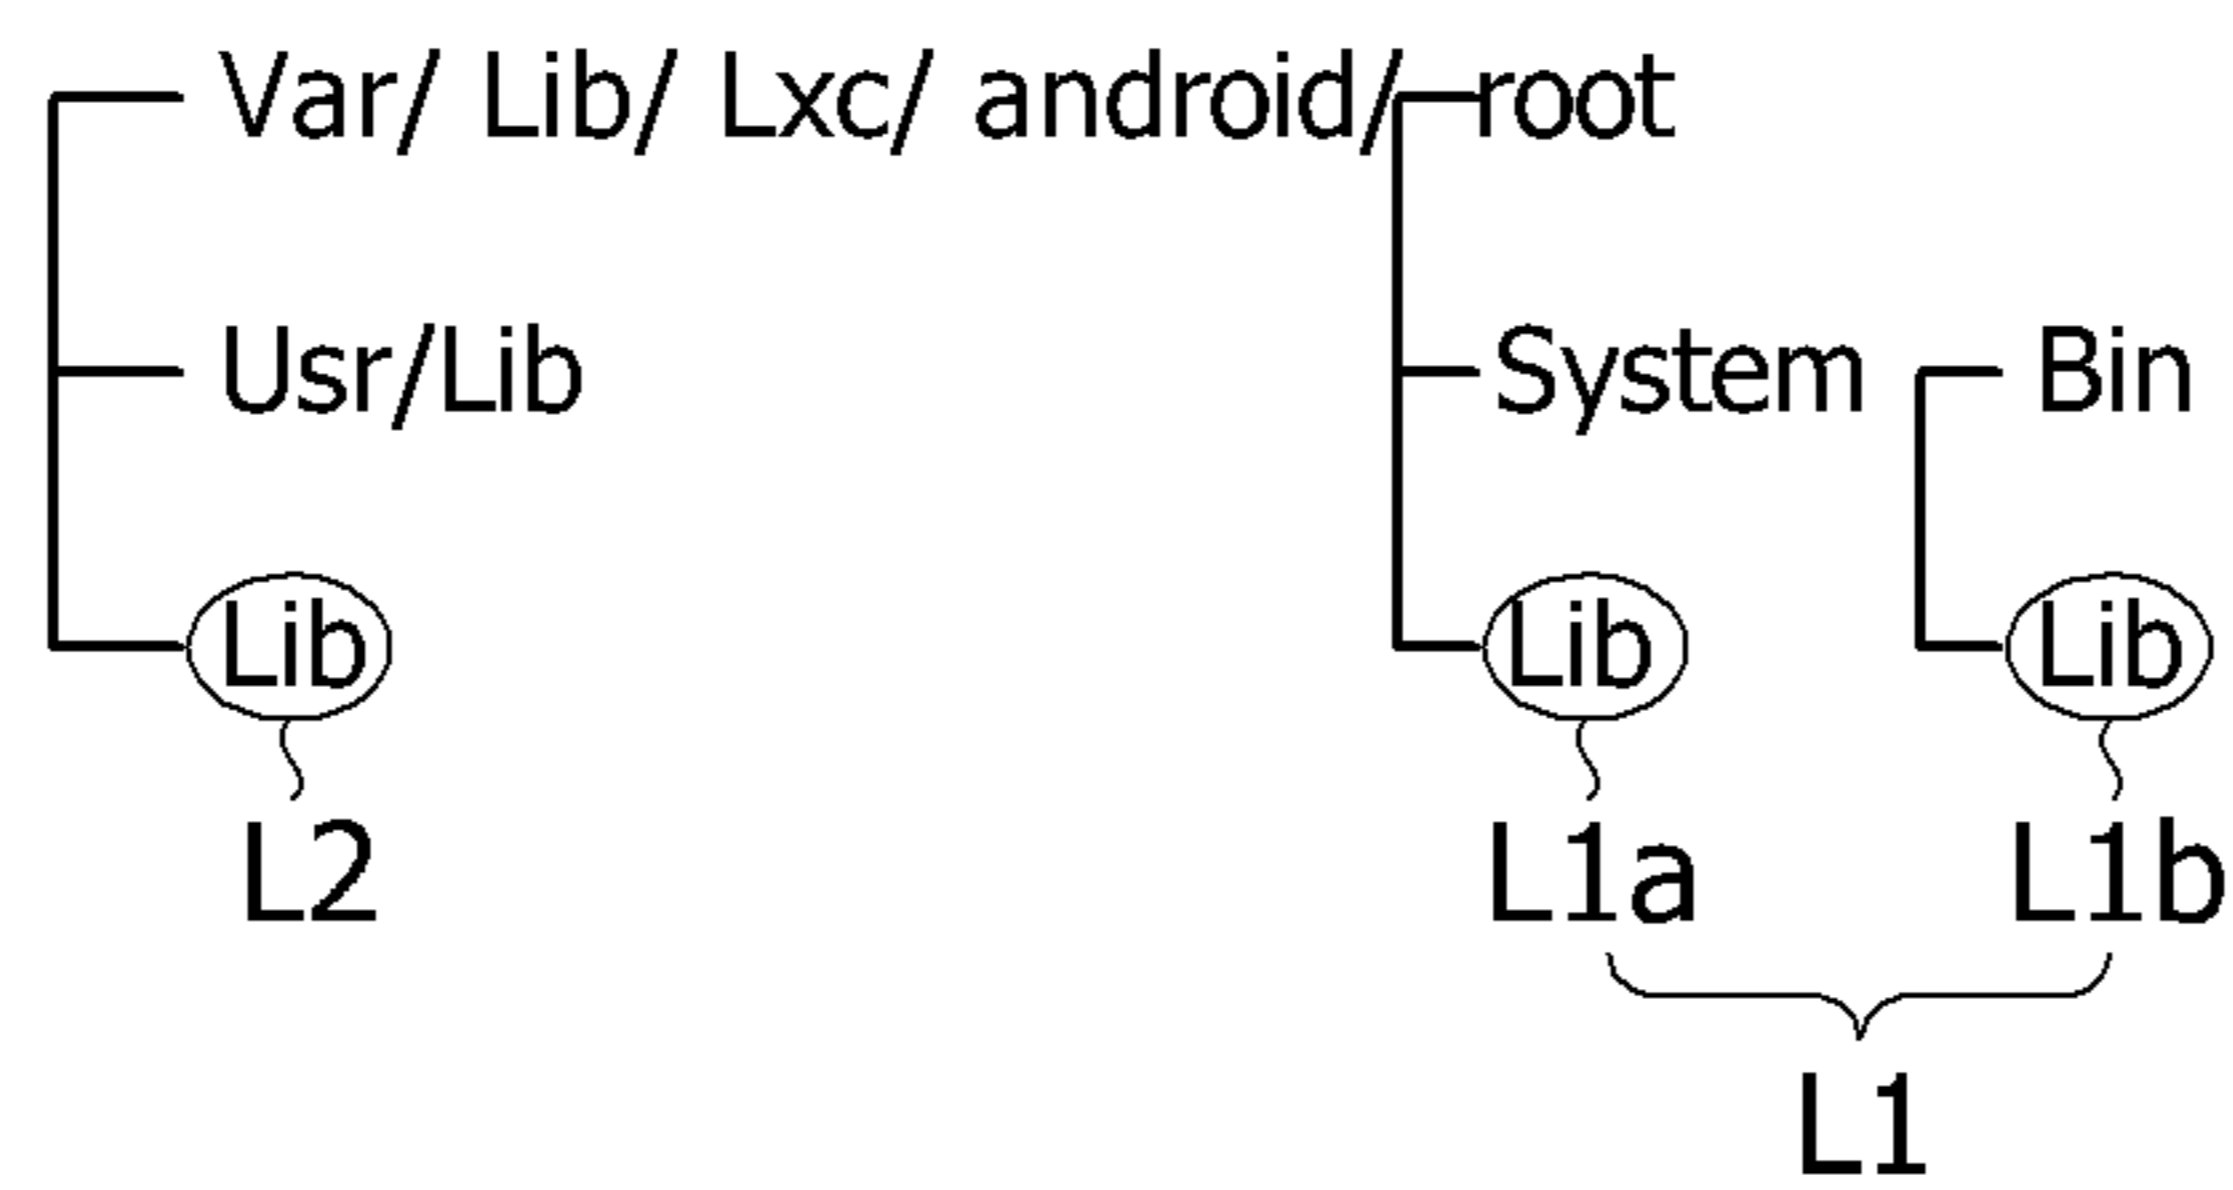 Var/ Lib/ Lxc/ android/ root
Usr/Lib System Bin
Lib Lib Lib
L2 L1a L1b
L1